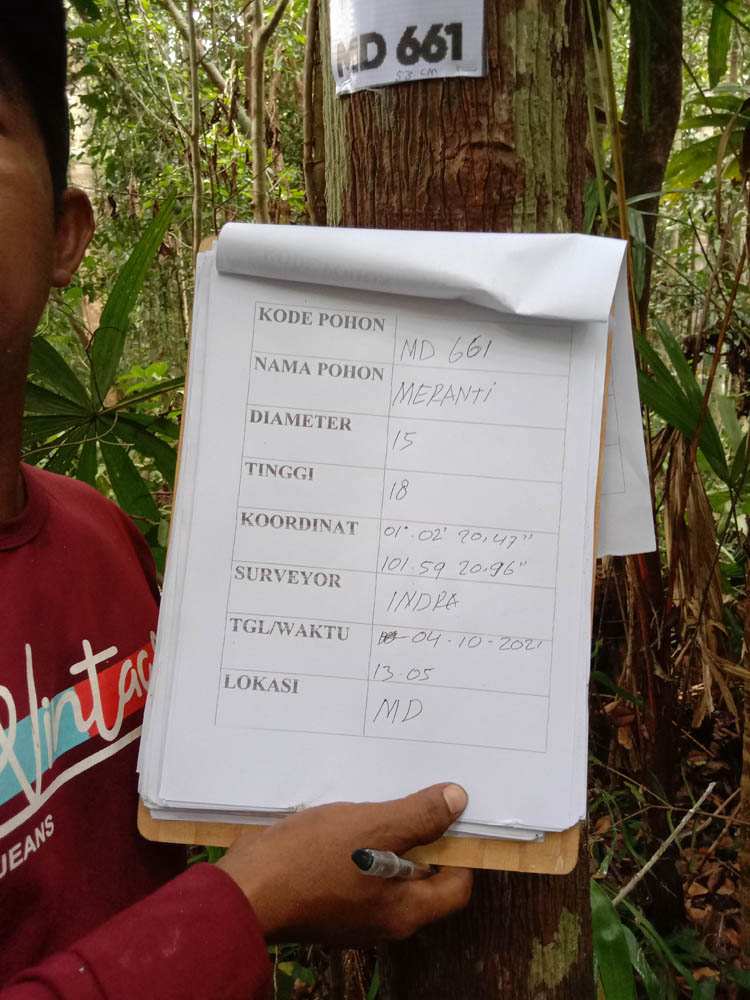 MD 661
53 CM
KODE POHON MD 661
NAMA POHON MERANTi
DIAMETER 15
TINGGI 18
KOORDINAT 01°.02' 20,47"
101.59 20.96"
SURVEYOR INDRA
TGL/WAKTU 04.10-2021
13.05
LOKASI MD
Vintage
JEANS